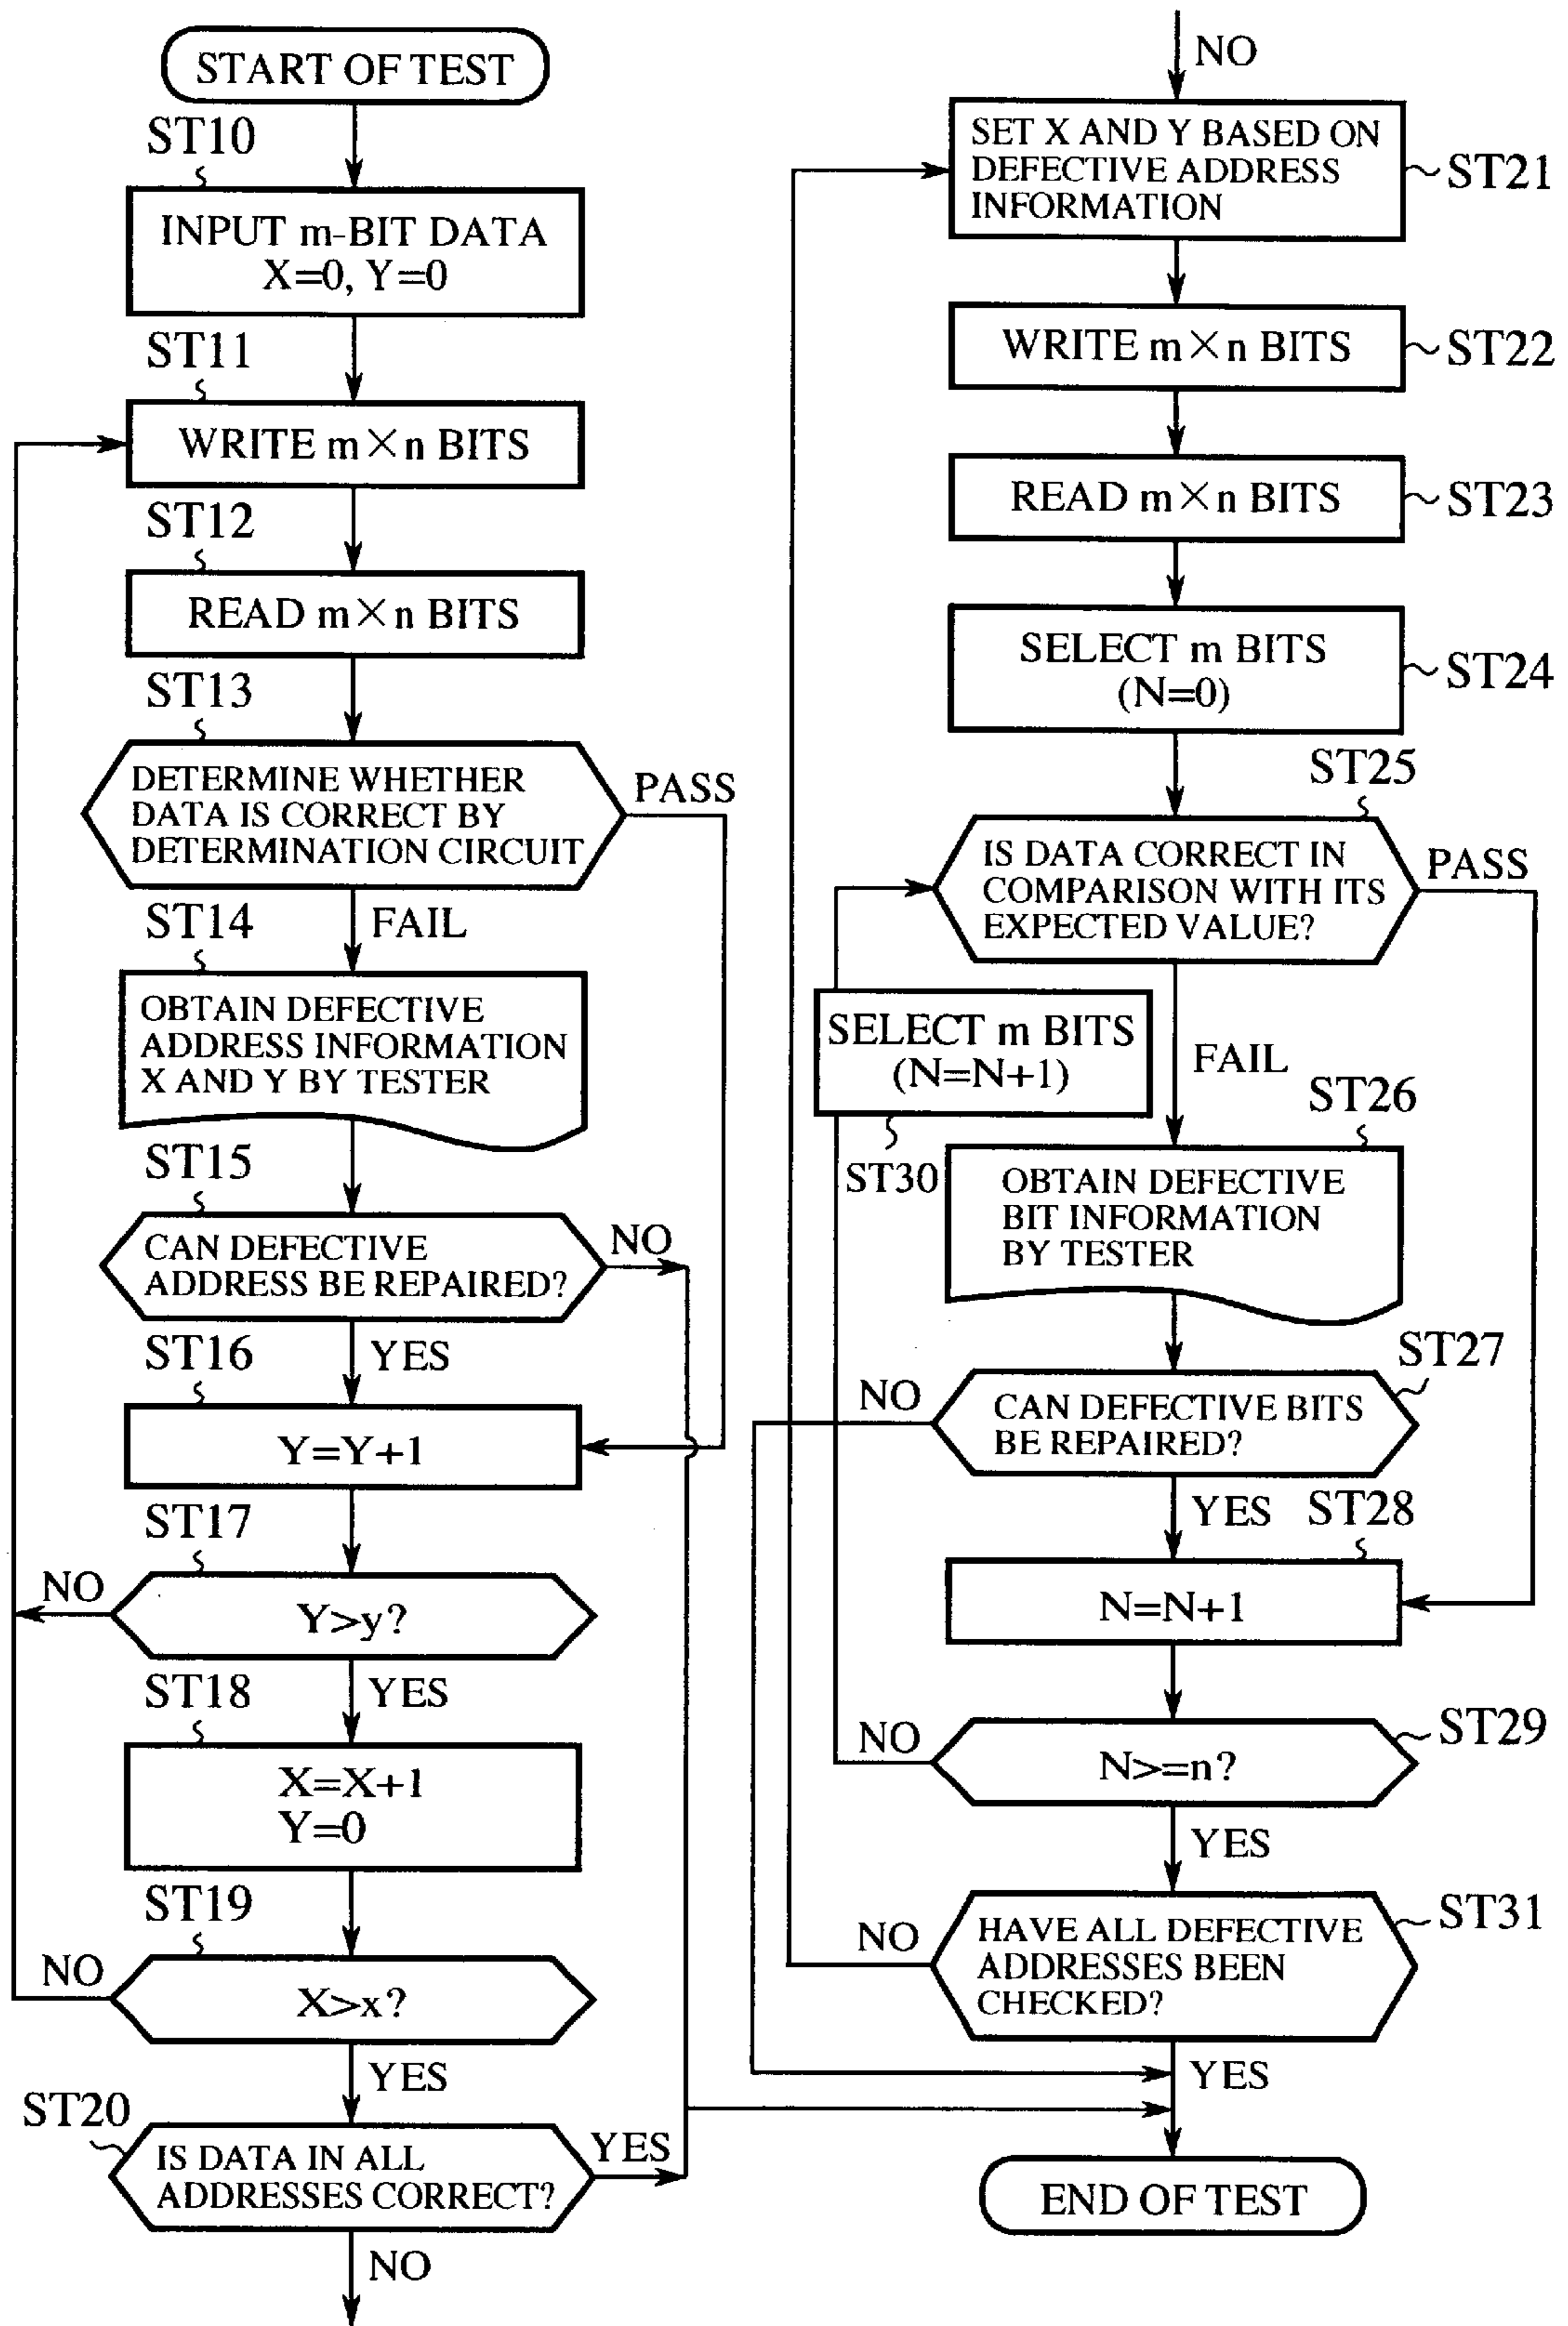 START OF TEST
ST10
INPUT m-BIT DATA
X=0, Y=0
ST11
WRITE m×n BITS
ST12
READ m×n BITS
ST13
DETERMINE WHETHER
DATA IS CORRECT BY
DETERMINATION CIRCUIT
PASS
ST14
FAIL
OBTAIN DEFECTIVE
ADDRESS INFORMATION
X AND Y BY TESTER
ST15
CAN DEFECTIVE
ADDRESS BE REPAIRED?
NO
ST16
YES
Y=Y+1
ST17
NO
Y>y?
ST18
YES
X=X+1
Y=0
ST19
NO
X>x?
YES
ST20
IS DATA IN ALL
ADDRESSES CORRECT?
YES
NO
NO
SET X AND Y BASED ON
DEFECTIVE ADDRESS
INFORMATION
ST21
WRITE m×n BITS
ST22
READ m×n BITS
ST23
SELECT m BITS
(N=0)
ST24
ST25
IS DATA CORRECT IN
COMPARISON WITH ITS
EXPECTED VALUE?
PASS
SELECT m BITS
(N=N+1)
FAIL
ST30
ST26
OBTAIN DEFECTIVE
BIT INFORMATION
BY TESTER
ST27
NO
CAN DEFECTIVE BITS
BE REPAIRED?
YES
ST28
N=N+1
ST29
NO
N>=n?
YES
ST31
NO
HAVE ALL DEFECTIVE
ADDRESSES BEEN
CHECKED?
YES
END OF TEST